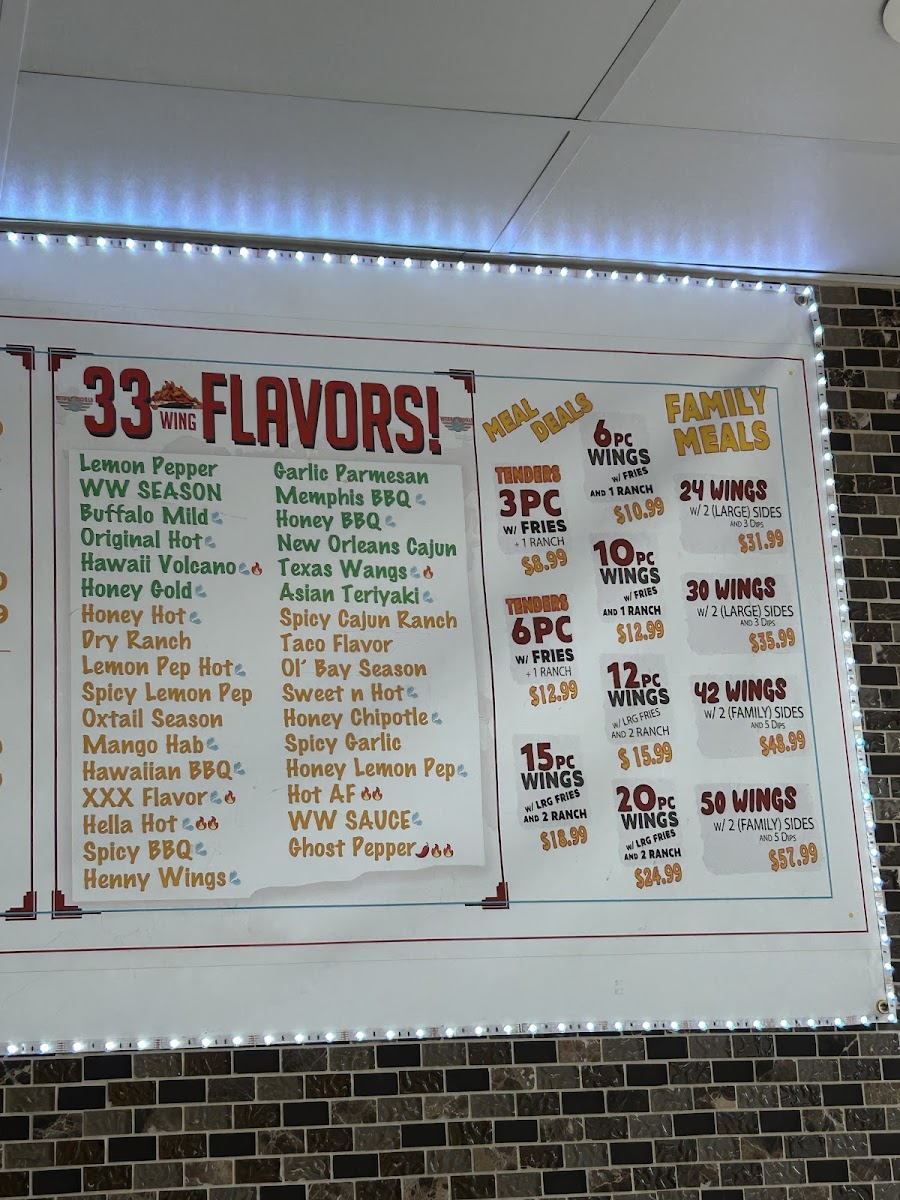 33 WING FLAVORS!
Lemon Pepper
WW SEASON
Buffalo Mild
Original Hot
Hawaii Volcano
Honey Gold
Honey Hot
Dry Ranch
Lemon Pep Hot
Spicy Lemon Pep
Oxtail Season
Mango Hab
Hawaiian BBQ
XXX Flavor
Hella Hot
Spicy BBQ
Henny Wings
Garlic Parmesan
Memphis BBQ
Honey BBQ
New Orleans Cajun
Texas Wangs
Asian Teriyaki
Spicy Cajun Ranch
Taco Flavor
Ol' Bay Season
Sweet n Hot
Honey Chipotle
Spicy Garlic
Honey Lemon Pep
Hot AF
WW SAUCE
Ghost Pepper
MEAL
DEALS
TENDERS
3PC
W/ FRIES
+ 1 RANCH
$8.99
TENDERS
6PC
W/ FRIES
+ 1 RANCH
$12.99
15PC
WINGS
W/ LRG FRIES
AND 2 RANCH
$18.99
6PC
WINGS
W/ FRIES
AND 1 RANCH
$10.99
10PC
WINGS
W/ FRIES
AND 1 RANCH
$12.99
12PC
WINGS
W/ LRG FRIES
AND 2 RANCH
$15.99
20PC
WINGS
W/ LRG FRIES
AND 2 RANCH
$24.99
FAMILY
MEALS
24 WINGS
W/ 2 (LARGE) SIDES
AND 3 DIPS
$31.99
30 WINGS
W/ 2 (LARGE) SIDES
AND 3 DIPS
$35.99
42 WINGS
W/ 2 (FAMILY) SIDES
AND 5 DIPS
$48.99
50 WINGS
W/ 2 (FAMILY) SIDES
AND 5 DIPS
$57.99